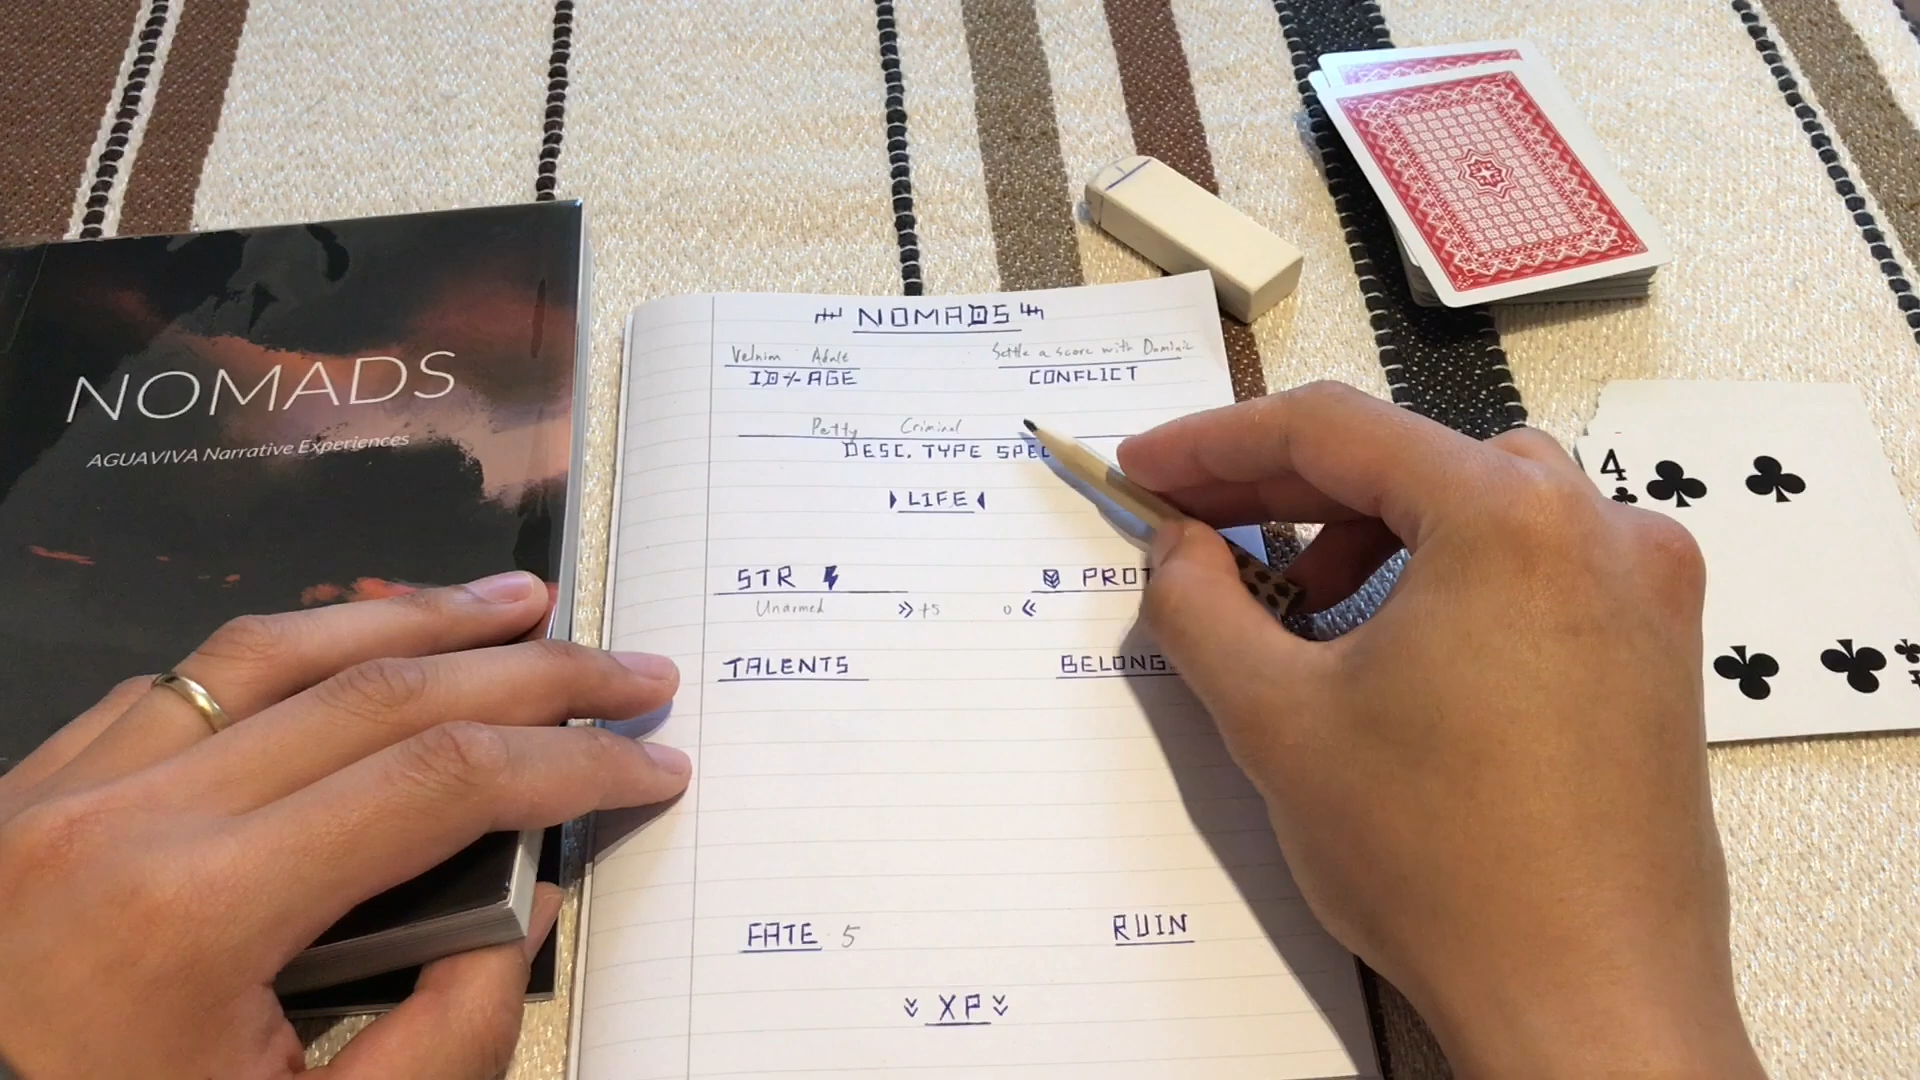 NOMADS
AGUAVIVA Narrative Experiences
NOMADS
Velnim Adult
Settle a score with Dominic
ID/AGE
CONFLICT
Petty Criminal
DESC. TYPE SPEC
LIFE
STR
PROT
Unarmed » +5
0 «
TALENTS
BELONG.
FATE 5
RUIN
XP
4